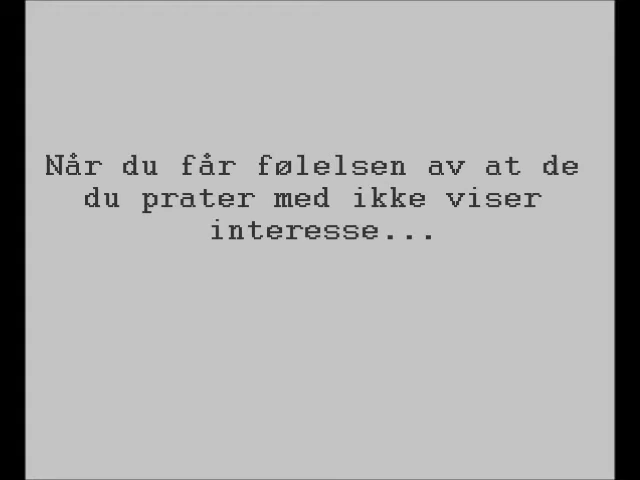 Når du får følelsen av at de
du prater med ikke viser
interesse...